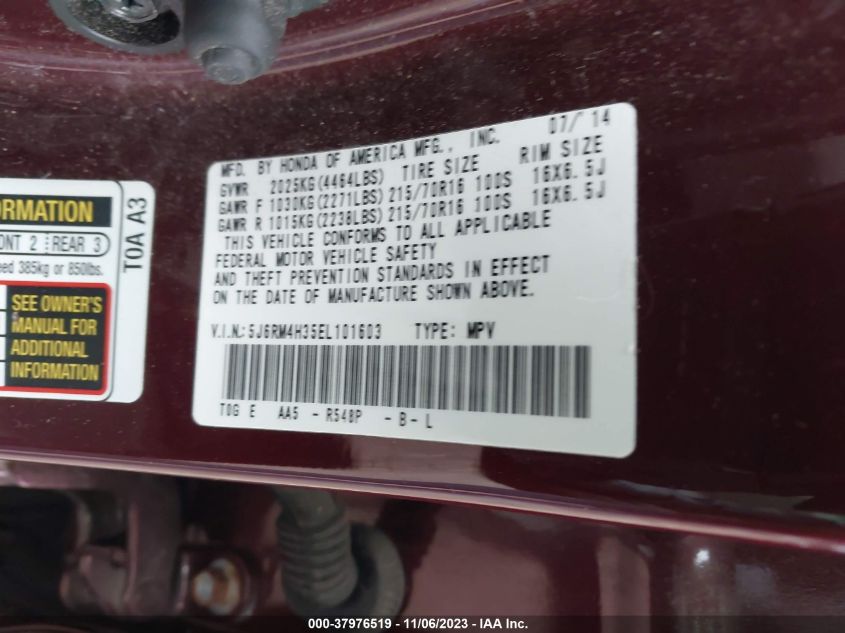 MFD. BY HONDA OF AMERICA MFG., INC. 07/'14
GVWR 2025KG(4464LBS) TIRE SIZE RIM SIZE
GAWR F 1030KG(2271LBS) 215/70R16 100S 16X6.5J
GAWR R 1015KG(2238LBS) 215/70R16 100S 16X6.5J
THIS VEHICLE CONFORMS TO ALL APPLICABLE
FEDERAL MOTOR VEHICLE SAFETY
AND THEFT PREVENTION STANDARDS IN EFFECT
ON THE DATE OF MANUFACTURE SHOWN ABOVE.
V.I.N.: 5J6RM4H35EL101603 TYPE: MPV
T0G E AA5 - R548P - B - L
ORMATION
ONT 2 REAR 3
eed 385kg or 850lbs.
SEE OWNER'S
MANUAL FOR
ADDITIONAL
INFORMATION
T0A A3
000-37976519 - 11/06/2023 - IAA Inc.